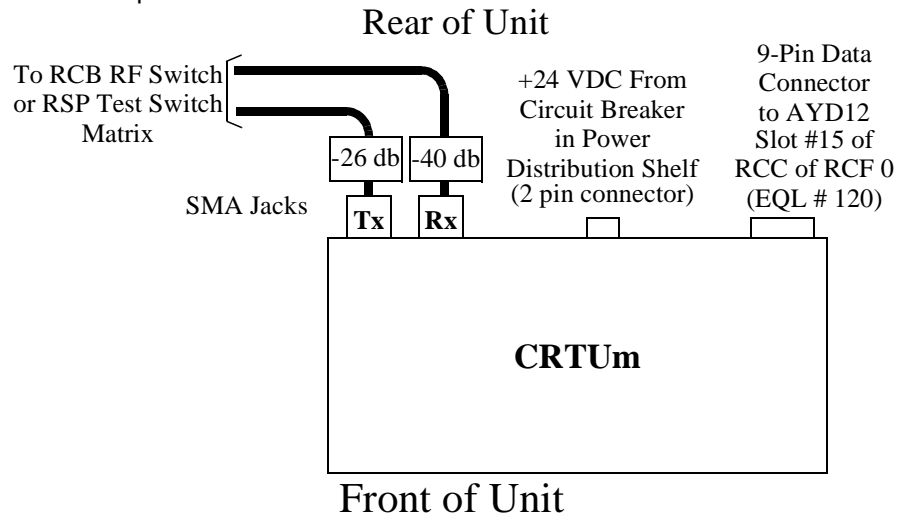 Rear of Unit
To RCB RF Switch
or RSP Test Switch
Matrix
+24 VDC From
Circuit Breaker
in Power
Distribution Shelf
(2 pin connector)
9-Pin Data
Connector
to AYD12
Slot #15 of
RCC of RCF 0
(EQL # 120)
-26 db
-40 db
SMA Jacks
Tx
Rx
CRTUm
Front of Unit